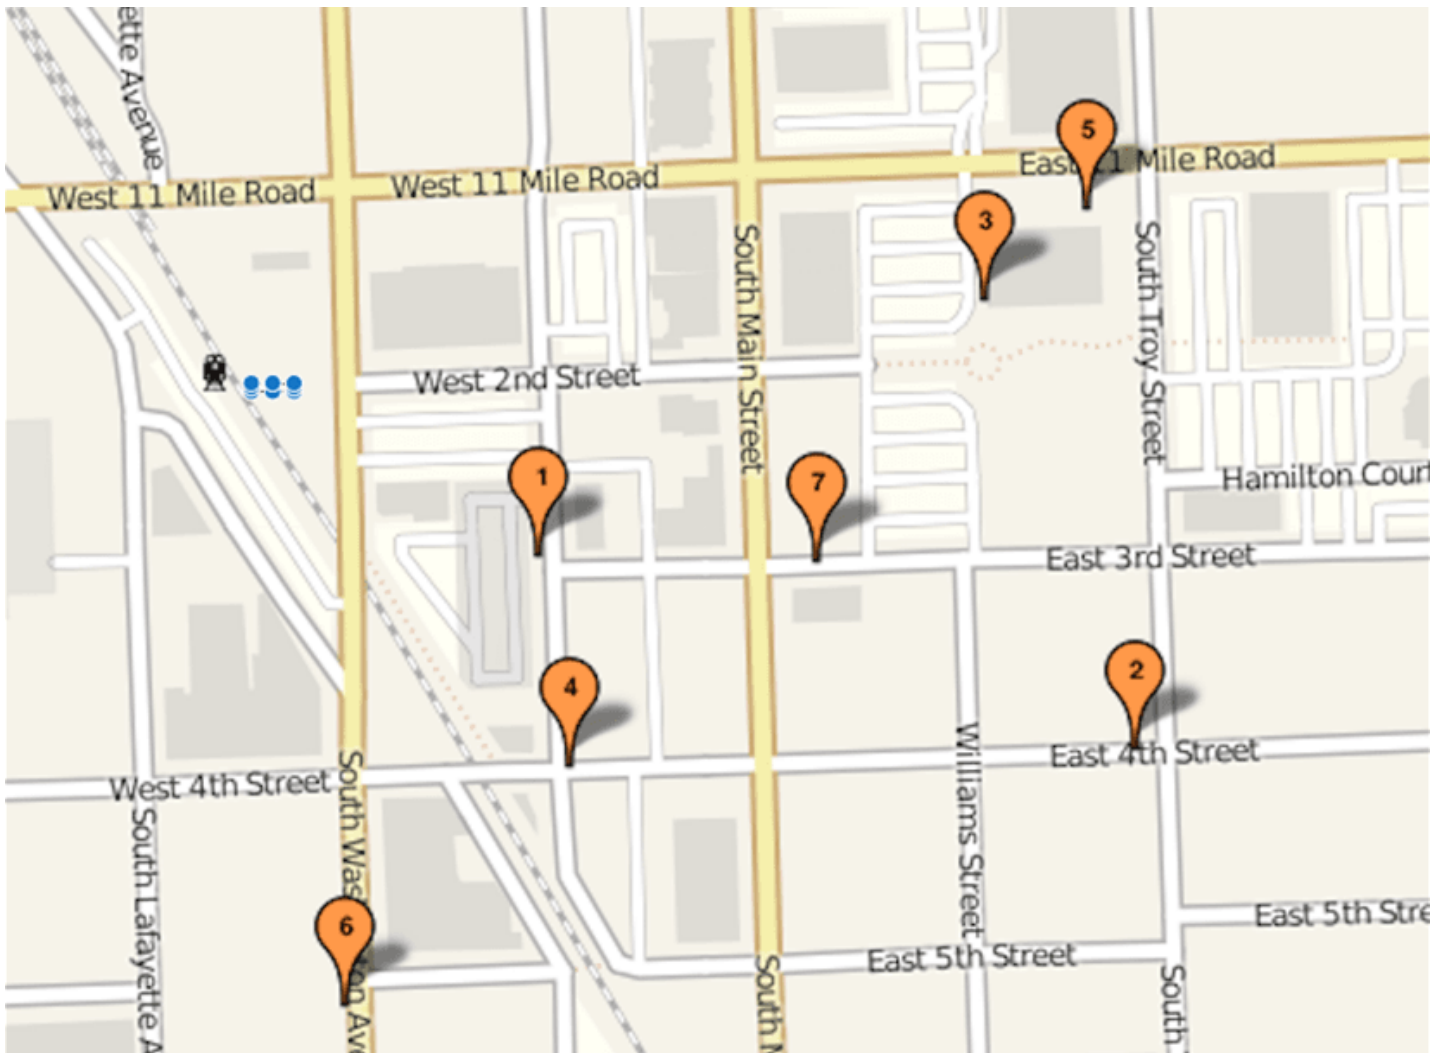 ette Avenue
5
East 11 Mile Road
West 11 Mile Road
West 11 Mile Road
3
South Main Street
South Troy Street
West 2nd Street
1
7
Hamilton Court
East 3rd Street
2
4
East 4th Street
West 4th Street
Williams Street
South Was
ton Ave
South Lafayette A
6
East 5th Stre
East 5th Street
South M
South